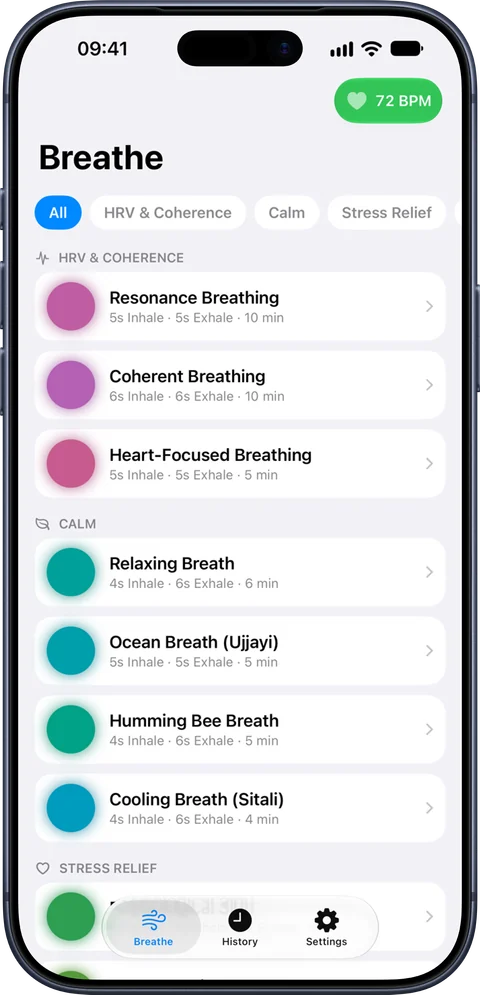 09:41
72 BPM
Breathe
All
HRV & Coherence
Calm
Stress Relief
HRV & COHERENCE
Resonance Breathing
5s Inhale · 5s Exhale · 10 min
Coherent Breathing
6s Inhale · 6s Exhale · 10 min
Heart-Focused Breathing
5s Inhale · 5s Exhale · 5 min
CALM
Relaxing Breath
4s Inhale · 6s Exhale · 6 min
Ocean Breath (Ujjayi)
5s Inhale · 5s Exhale · 5 min
Humming Bee Breath
4s Inhale · 6s Exhale · 5 min
Cooling Breath (Sitali)
4s Inhale · 6s Exhale · 4 min
STRESS RELIEF
Breathe
History
Settings